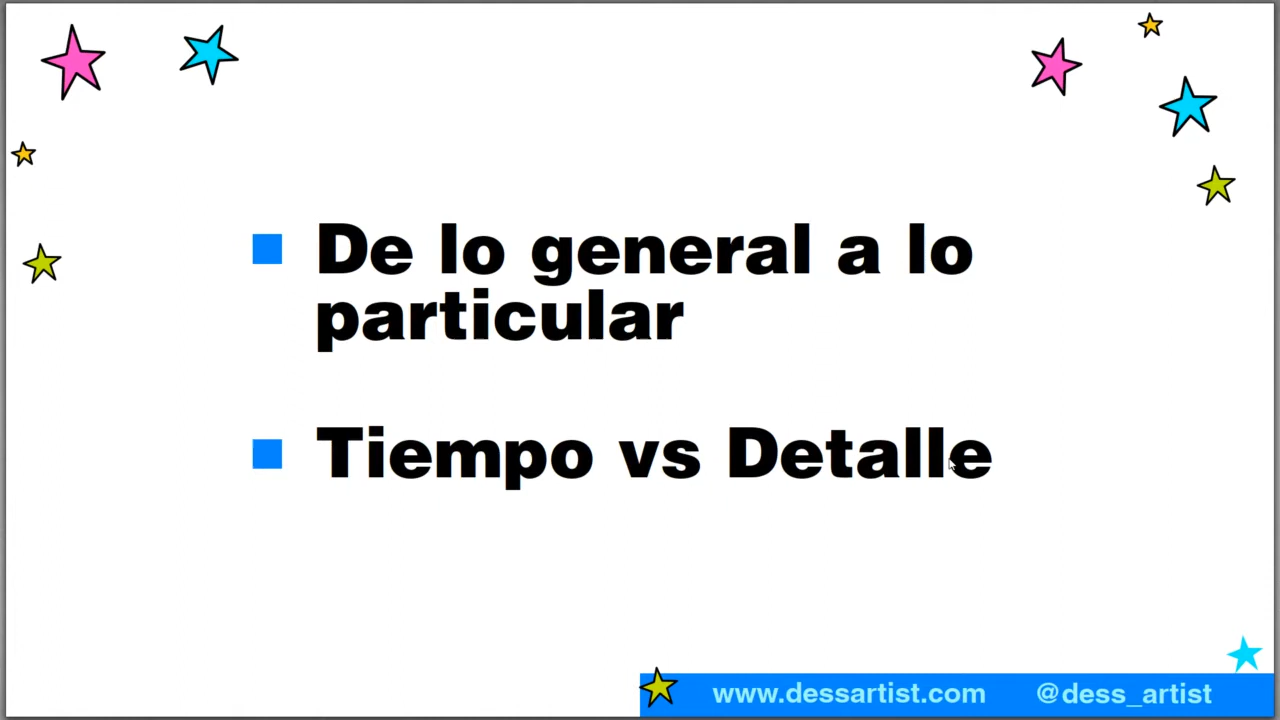 De lo general a lo
particular
Tiempo vs Detalle
www.dessartist.com @dess_artist